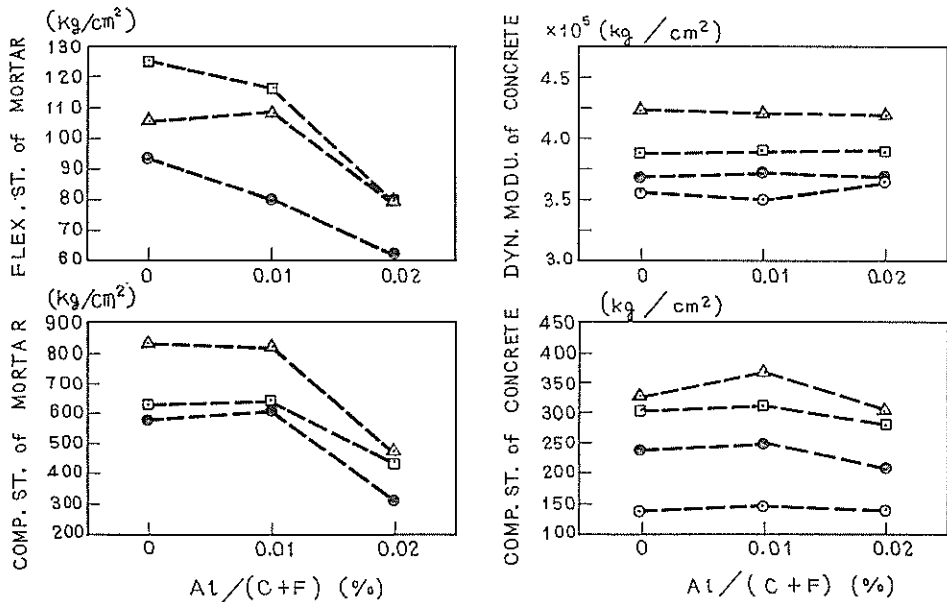 (kg/cm²)
FLEX. ST. of MORTAR
130
120
110
100
90
80
70
60
0 0.01 0.02
×10⁵ (kg / cm²)
DYN. MODU. of CONCRETE
4.5
4.0
3.5
3.0
0 0.01 0.02
(kg/cm²)
COMP. ST. of MORTAR
900
800
700
600
500
400
300
200
0 0.01 0.02
Al/(C+F) (%)
(kg / cm²)
COMP. ST. of CONCRETE
450
400
350
300
250
200
150
100
0 0.01 0.02
Al/(C+F) (%)